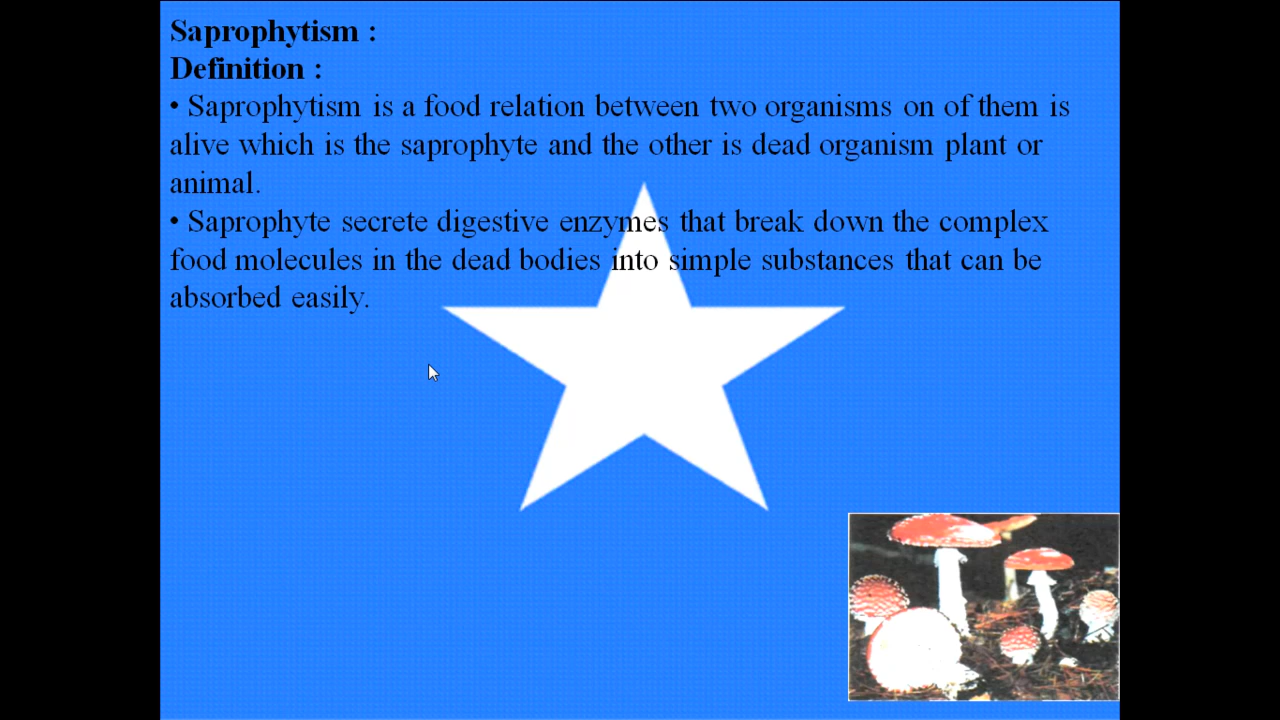 Saprophytism :
Definition :
• Saprophytism is a food relation between two organisms on of them is
alive which is the saprophyte and the other is dead organism plant or
animal.
• Saprophyte secrete digestive enzymes that break down the complex
food molecules in the dead bodies into simple substances that can be
absorbed easily.